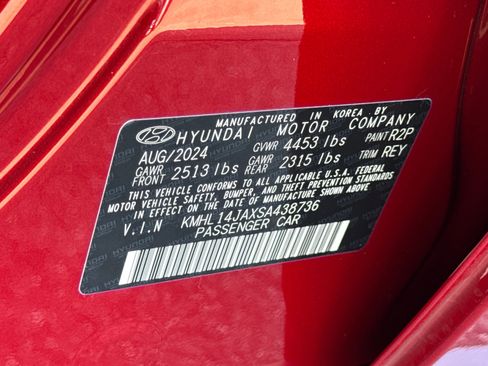 MANUFACTURED IN KOREA BY
HYUNDAI MOTOR COMPANY
AUG/2024 GVWR 4453 lbs PAINT R2P
GAWR FRONT 2513 lbs GAWR REAR 2315 lbs TRIM REY
THIS VEHICLE CONFORMS TO ALL APPLICABLE U.S.A. FEDERAL
MOTOR VEHICLE SAFETY, BUMPER, AND THEFT PREVENTION
STANDARDS IN EFFECT ON THE DATE OF MANUFACTURE
SHOWN ABOVE.
V.I.N KMHL14JAXSA438736
PASSENGER CAR